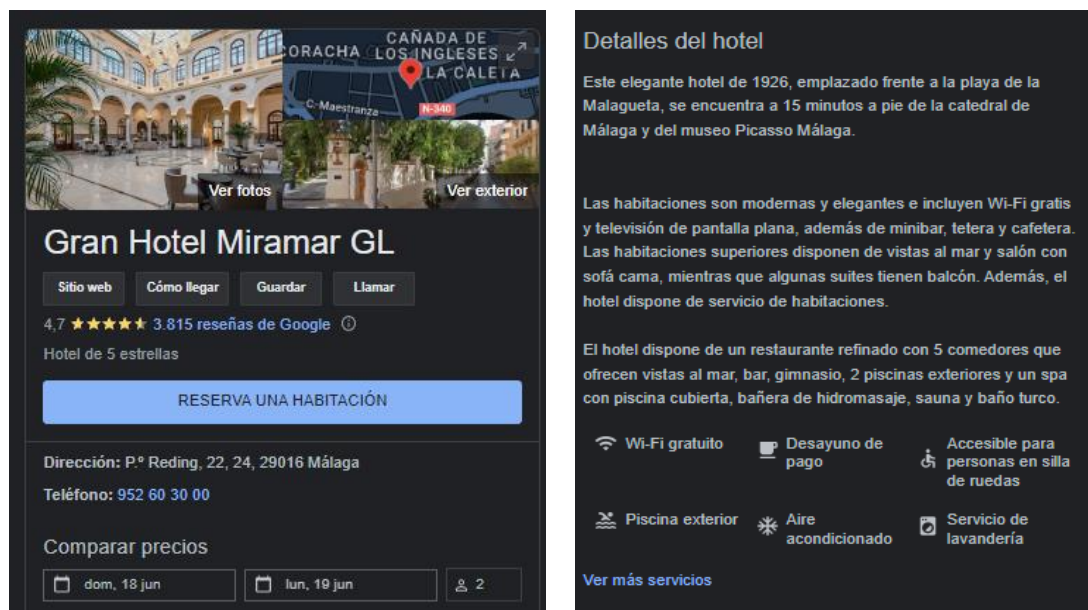 CAÑADA DE
LOS INGLESES
CORACHA
LA CALETA
C. Maestranza
N-340
Ver fotos
Ver exterior
Gran Hotel Miramar GL
Sitio web
Cómo llegar
Guardar
Llamar
4,7
3.815 reseñas de Google
Hotel de 5 estrellas
RESERVA UNA HABITACIÓN
Dirección: P.º Reding, 22, 24, 29016 Málaga
Teléfono: 952 60 30 00
Comparar precios
dom, 18 jun
lun, 19 jun
2
Detalles del hotel
Este elegante hotel de 1926, emplazado frente a la playa de la
Malagueta, se encuentra a 15 minutos a pie de la catedral de
Málaga y del museo Picasso Málaga.
Las habitaciones son modernas y elegantes e incluyen Wi-Fi gratis
y televisión de pantalla plana, además de minibar, tetera y cafetera.
Las habitaciones superiores disponen de vistas al mar y salón con
sofá cama, mientras que algunas suites tienen balcón. Además, el
hotel dispone de servicio de habitaciones.
El hotel dispone de un restaurante refinado con 5 comedores que
ofrecen vistas al mar, bar, gimnasio, 2 piscinas exteriores y un spa
con piscina cubierta, bañera de hidromasaje, sauna y baño turco.
Wi-Fi gratuito
Desayuno de
pago
Accesible para
personas en silla
de ruedas
Piscina exterior
Aire
acondicionado
Servicio de
lavandería
Ver más servicios